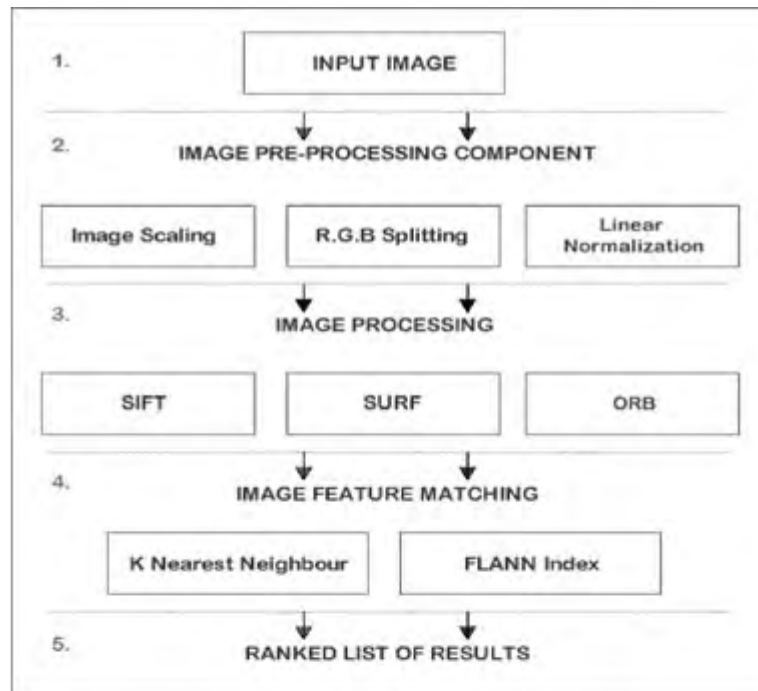 1.
INPUT IMAGE
2.
IMAGE PRE-PROCESSING COMPONENT
Image Scaling
R.G.B Splitting
Linear
Normalization
3.
IMAGE PROCESSING
SIFT
SURF
ORB
4.
IMAGE FEATURE MATCHING
K Nearest Neighbour
FLANN Index
5.
RANKED LIST OF RESULTS